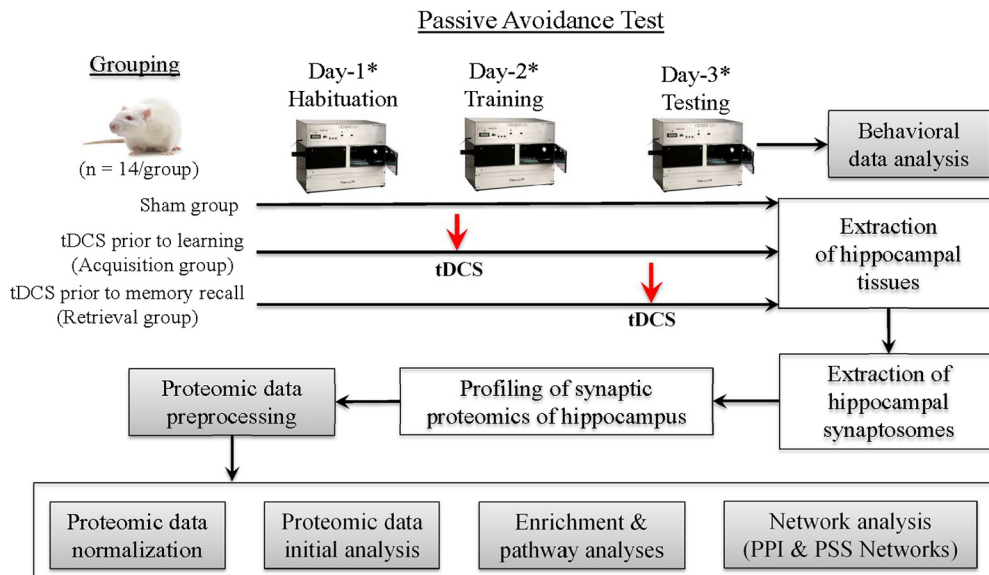 Passive Avoidance Test
Grouping
(n = 14/group)
Day-1*
Habituation
Day-2*
Training
Day-3*
Testing
Behavioral
data analysis
Sham group
tDCS prior to learning
(Acquisition group)
tDCS
tDCS prior to memory recall
(Retrieval group)
tDCS
Extraction
of hippocampal
tissues
Extraction of
hippocampal
synaptosomes
Profiling of synaptic
proteomics of hippocampus
Proteomic data
preprocessing
Proteomic data
normalization
Proteomic data
initial analysis
Enrichment &
pathway analyses
Network analysis
(PPI & PSS Networks)